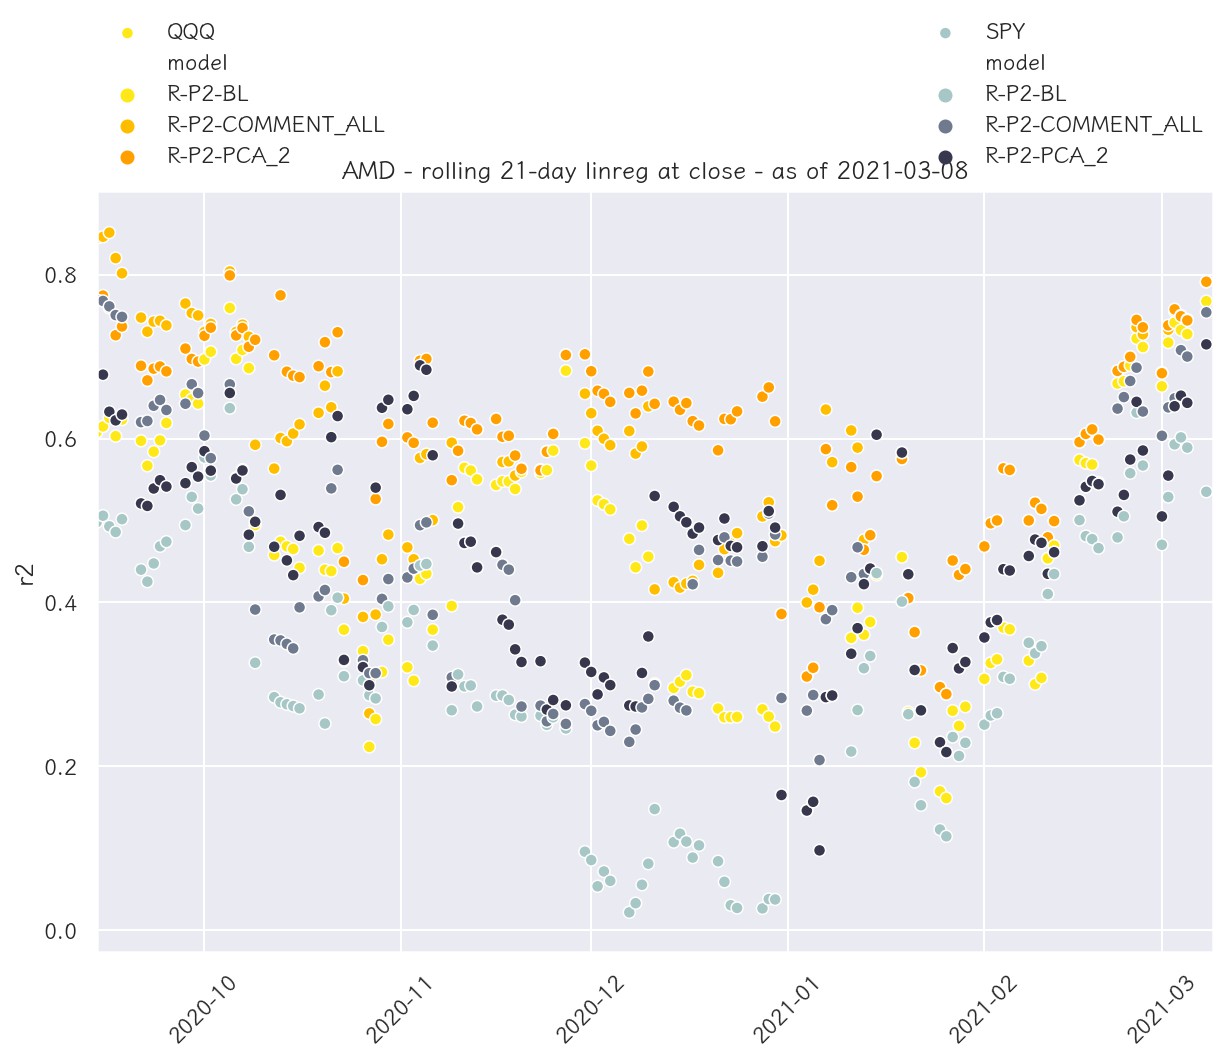 QQQ
model
R-P2-BL
R-P2-COMMENT_ALL
R-P2-PCA_2
SPY
model
R-P2-BL
R-P2-COMMENT_ALL
R-P2-PCA_2
AMD - rolling 21-day linreg at close - as of 2021-03-08
0.8
0.6
0.4
0.2
0.0
r2
2020-10
2020-11
2020-12
2021-01
2021-02
2021-03